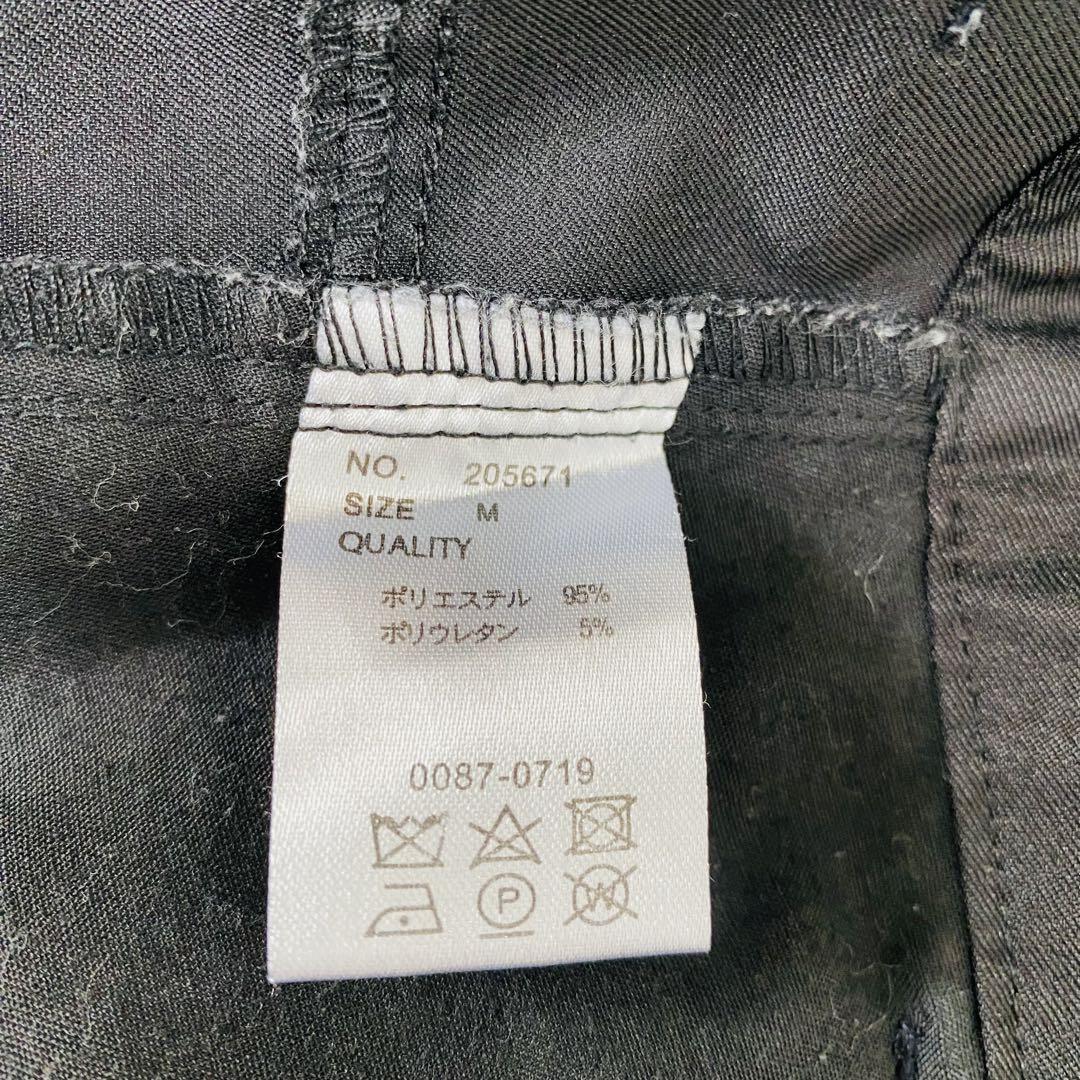 NO. 205671
SIZE M
QUALITY
ポリエステル 95%
ポリウレタン 5%
0087-0719
P
W